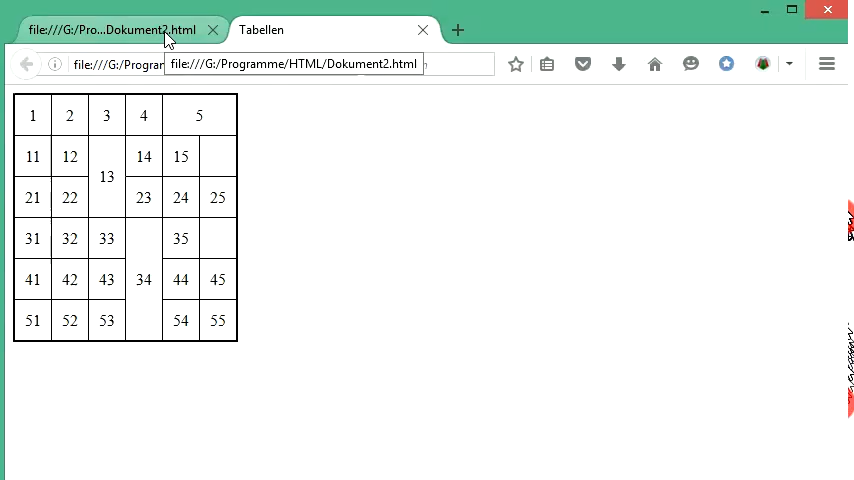 file:///G:/Pro...Dokument2.html
Tabellen
file:///G:/Program
file:///G:/Programme/HTML/Dokument2.html
1 2 3 4 5
11 12 13 14 15
21 22 23 24 25
31 32 33 34 35
41 42 43 44 45
51 52 53 54 55